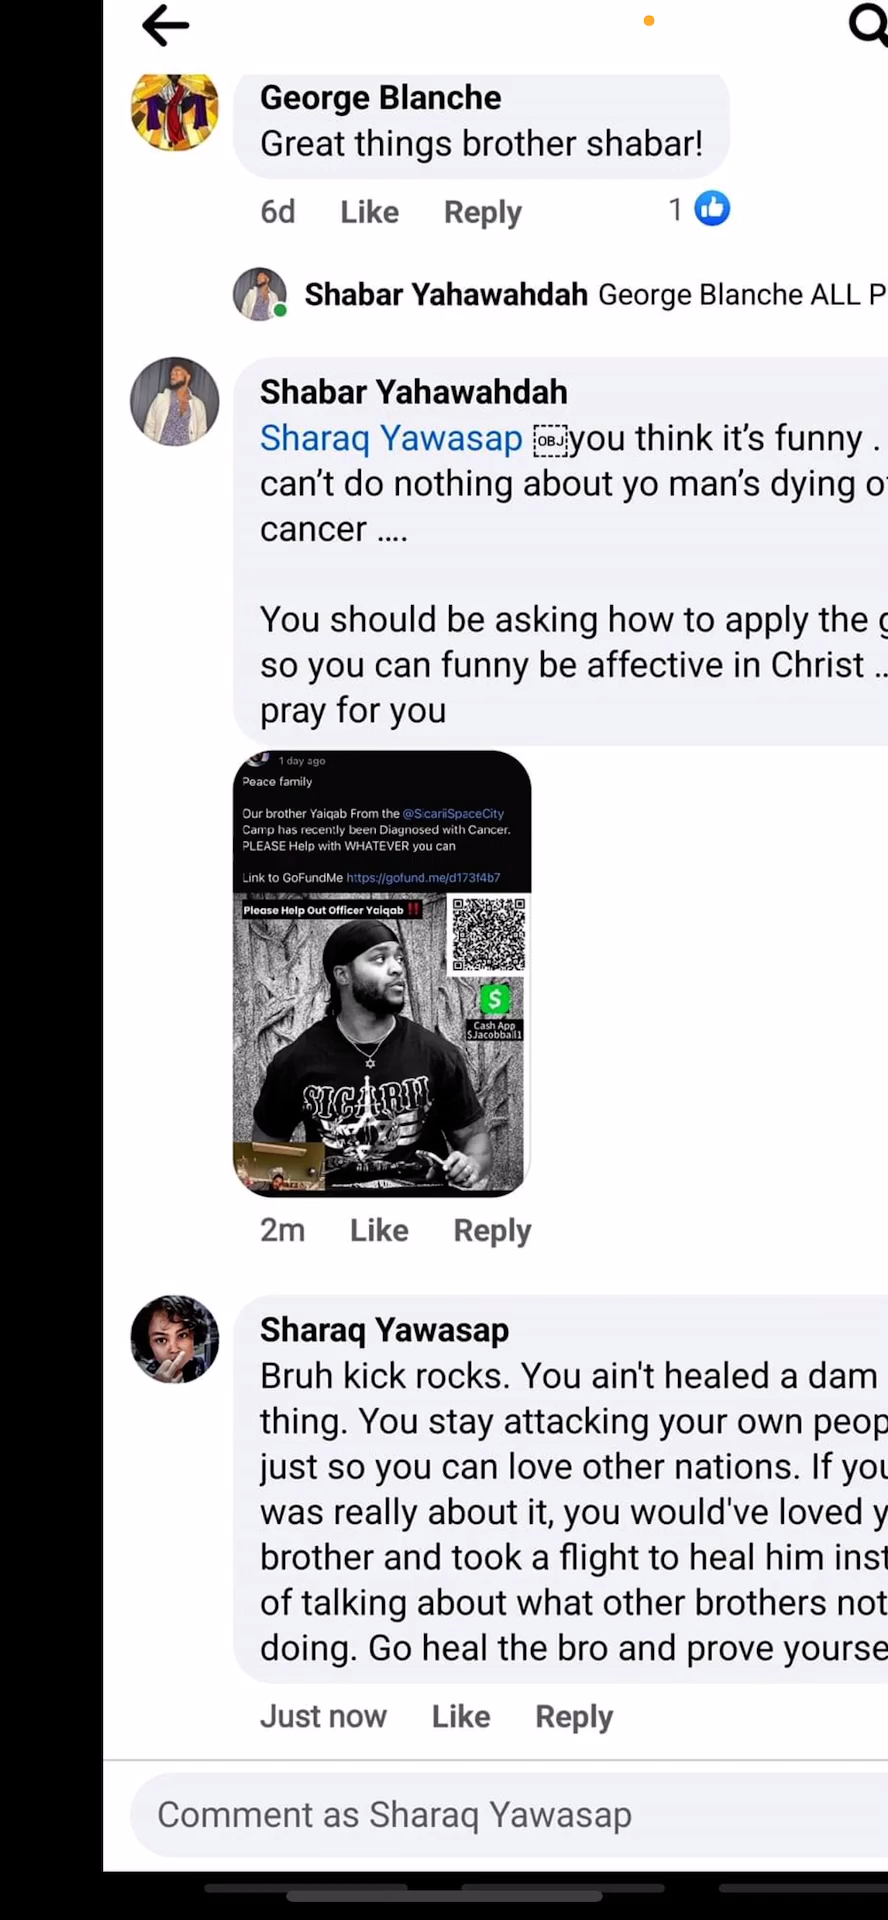 George Blanche
Great things brother shabar!
6d Like Reply 1
Shabar Yahawahdah George Blanche ALL P
Shabar Yahawahdah
Sharaq Yawasap OBJ you think it's funny .
can't do nothing about yo man's dying o
cancer ....
You should be asking how to apply the g
so you can funny be affective in Christ ..
pray for you
1 day ago
Peace family
Our brother Yaiqab From the @SicariiSpaceCity
Camp has recently been Diagnosed with Cancer.
PLEASE Help with WHATEVER you can
Link to GoFundMe https://gofund.me/d173f4b7
Please Help Out Officer Yaiqab ‼️
$
Cash App
$Jacobball1
SICARII
2m Like Reply
Sharaq Yawasap
Bruh kick rocks. You ain't healed a dam
thing. You stay attacking your own peop
just so you can love other nations. If you
was really about it, you would've loved y
brother and took a flight to heal him inst
of talking about what other brothers not
doing. Go heal the bro and prove yourse
Just now Like Reply
Comment as Sharaq Yawasap